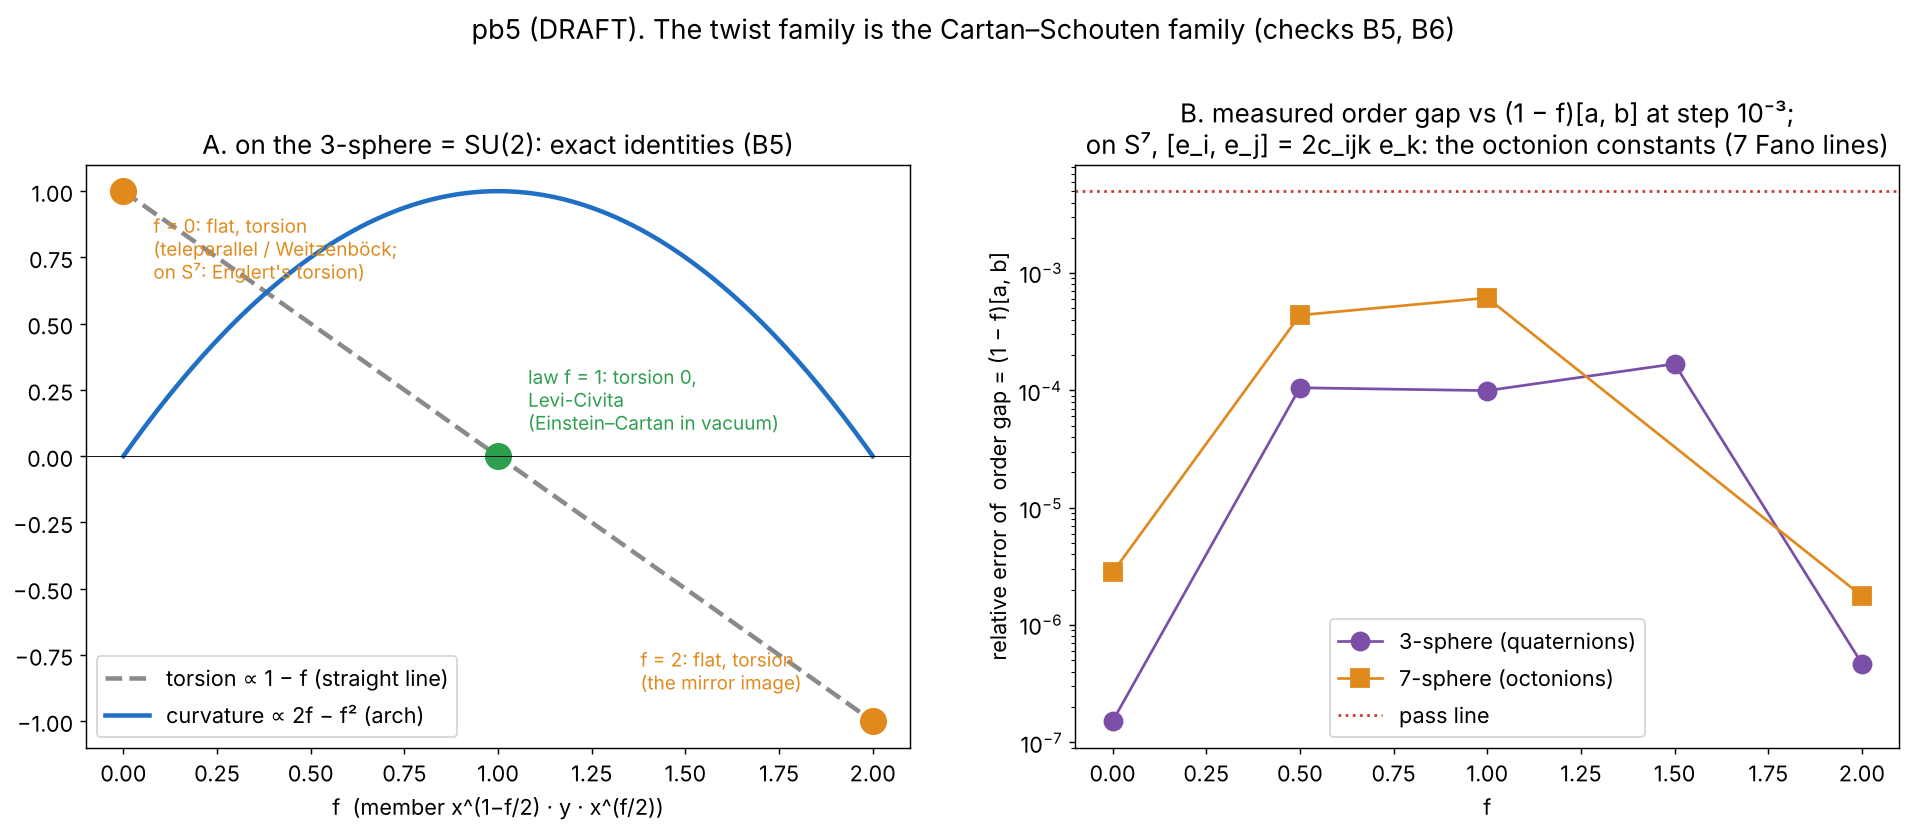 pb5 (DRAFT). The twist family is the Cartan–Schouten family (checks B5, B6)
A. on the 3-sphere = SU(2): exact identities (B5)
1.00
0.75
0.50
0.25
0.00
−0.25
−0.50
−0.75
−1.00
f = 0: flat, torsion
(teleparallel / Weitzenböck;
on S⁷: Englert's torsion)
law f = 1: torsion 0,
Levi-Civita
(Einstein–Cartan in vacuum)
f = 2: flat, torsion
(the mirror image)
torsion ∝ 1 − f (straight line)
curvature ∝ 2f − f² (arch)
0.00 0.25 0.50 0.75 1.00 1.25 1.50 1.75 2.00
f  (member x^(1−f/2) · y · x^(f/2))
B. measured order gap vs (1 − f)[a, b] at step 10⁻³;
on S⁷, [e_i, e_j] = 2c_ijk e_k: the octonion constants (7 Fano lines)
relative error of  order gap = (1 − f)[a, b]
10⁻³
10⁻⁴
10⁻⁵
10⁻⁶
10⁻⁷
3-sphere (quaternions)
7-sphere (octonions)
pass line
0.00 0.25 0.50 0.75 1.00 1.25 1.50 1.75 2.00
f